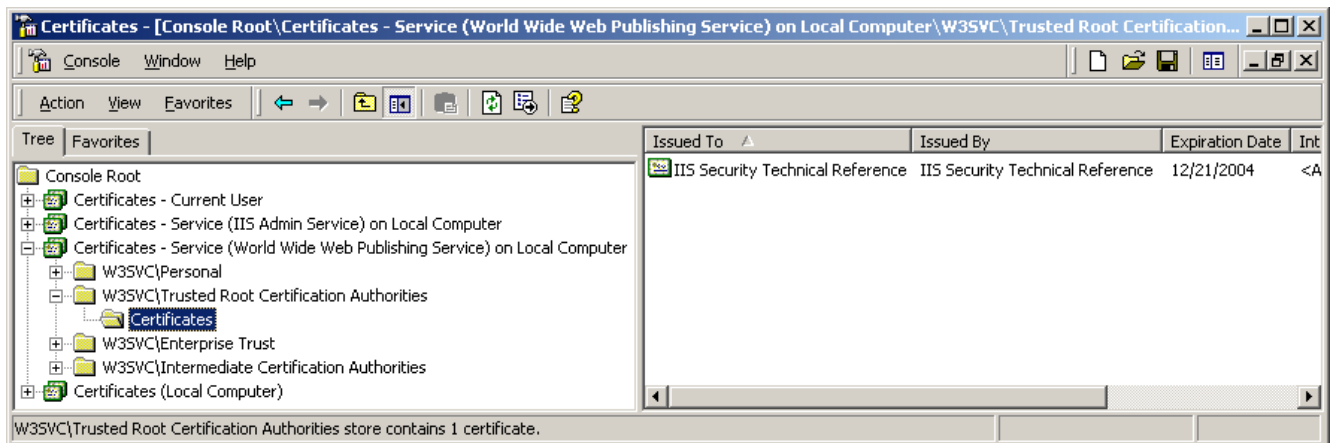 Certificates - [Console Root\Certificates - Service (World Wide Web Publishing Service) on Local Computer\W3SVC\Trusted Root Certification...
Console Window Help
Action View Favorites
Tree Favorites
Issued To Issued By Expiration Date Int
Console Root
Certificates - Current User
Certificates - Service (IIS Admin Service) on Local Computer
Certificates - Service (World Wide Web Publishing Service) on Local Computer
W3SVC\Personal
W3SVC\Trusted Root Certification Authorities
Certificates
W3SVC\Enterprise Trust
W3SVC\Intermediate Certification Authorities
Certificates (Local Computer)
IIS Security Technical Reference IIS Security Technical Reference 12/21/2004 <A
W3SVC\Trusted Root Certification Authorities store contains 1 certificate.